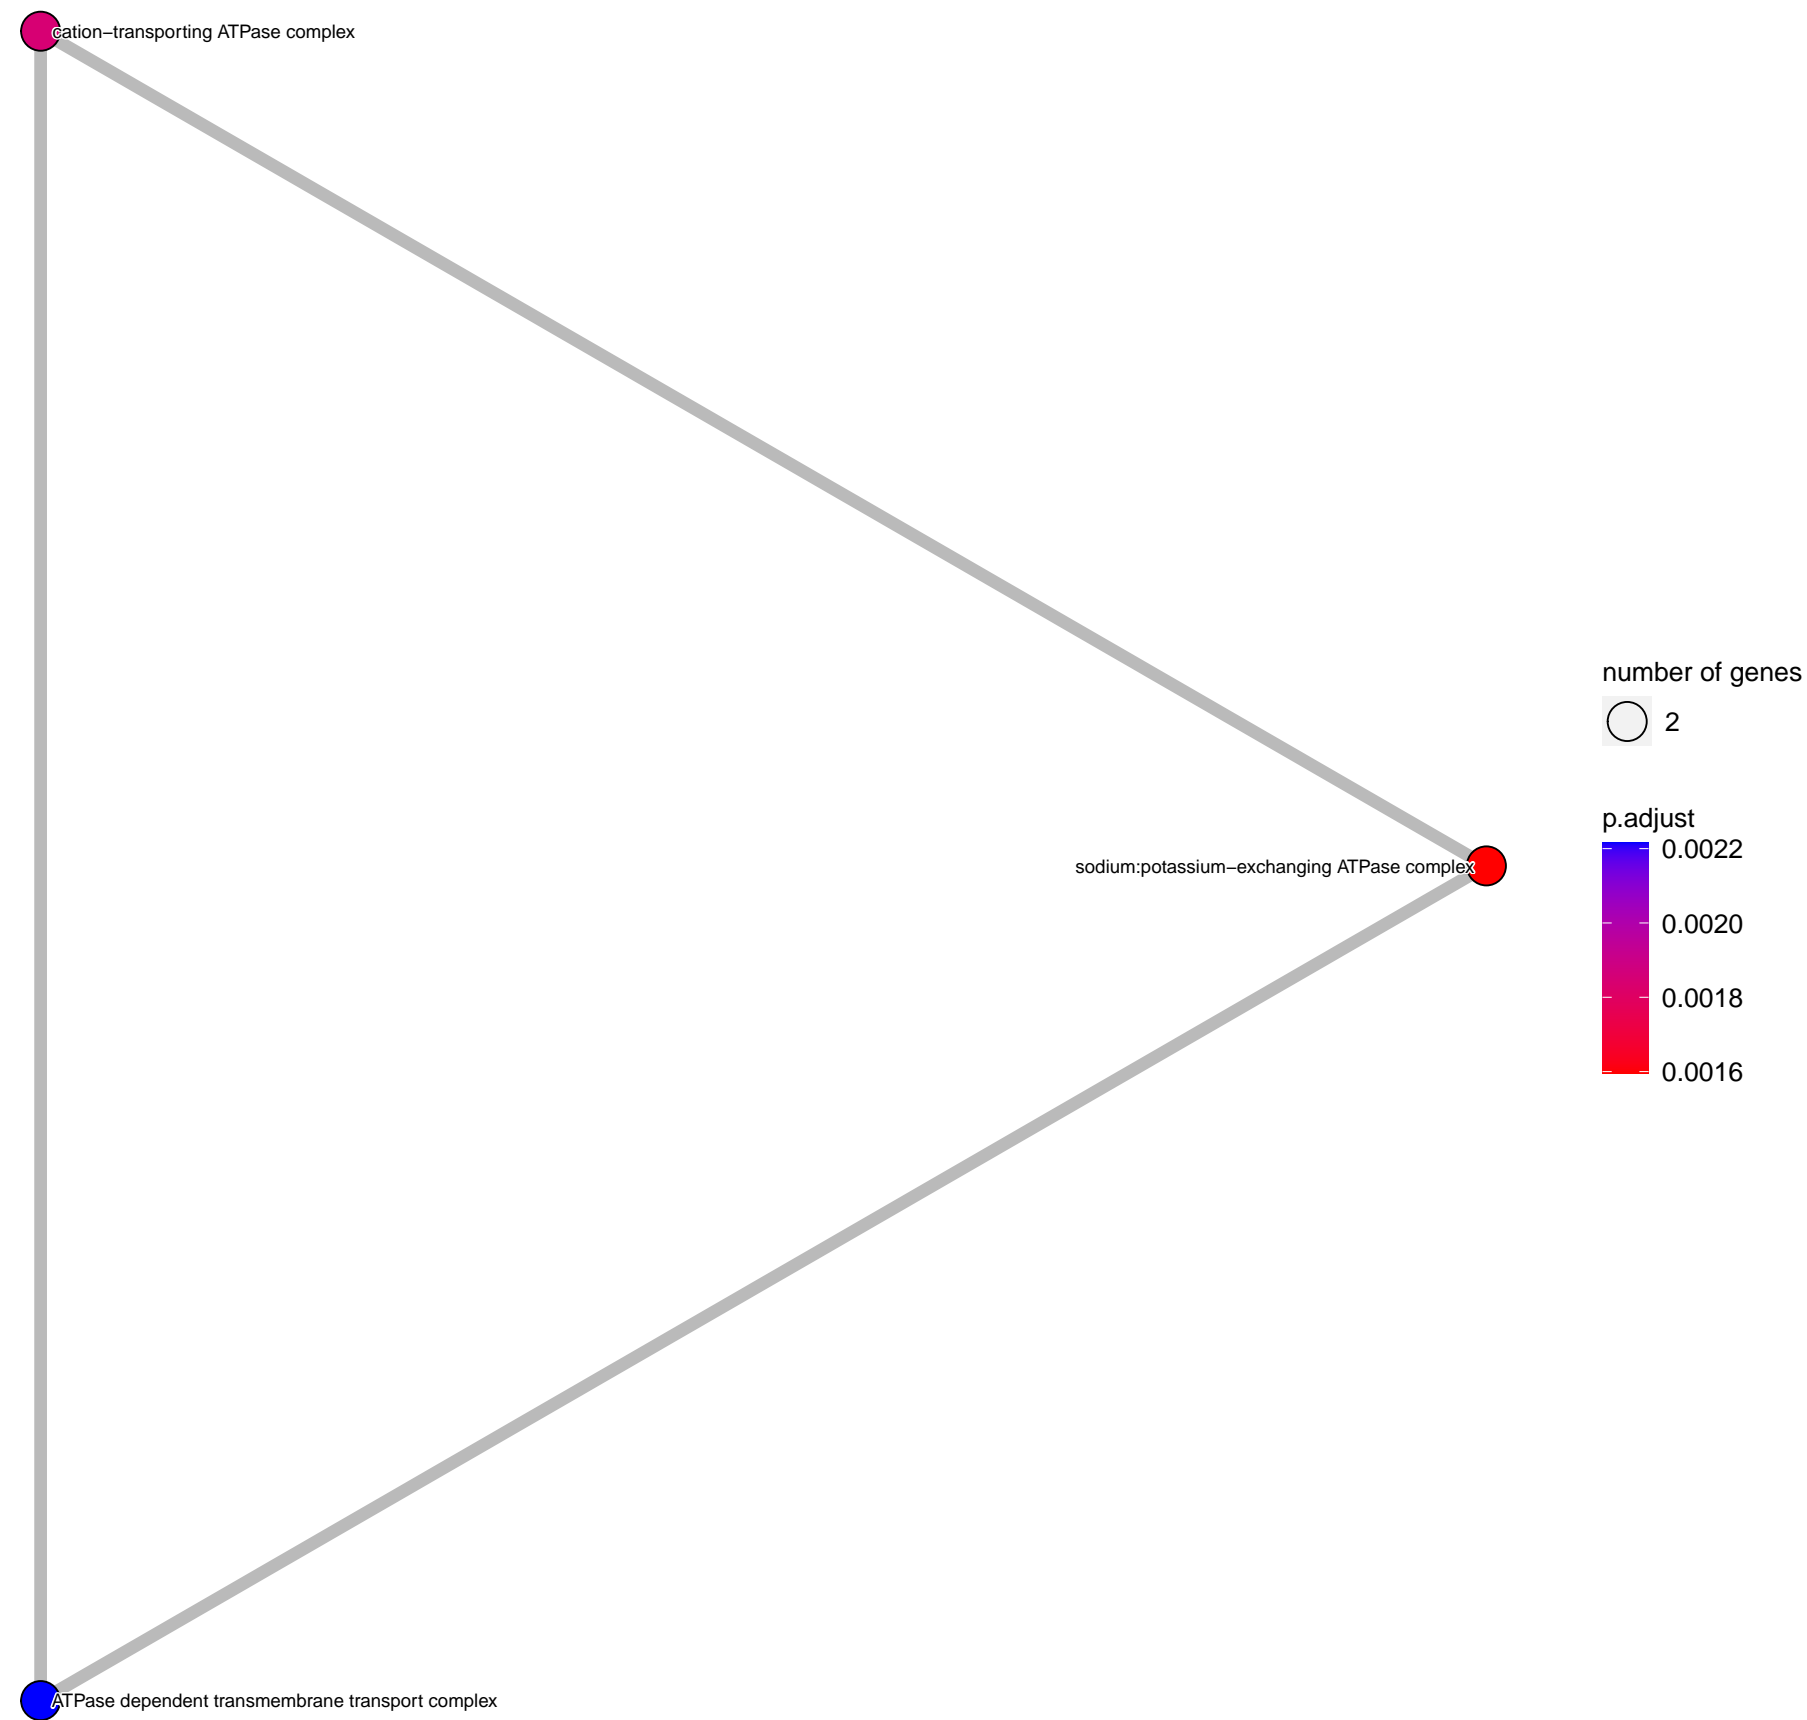 cation−transporting ATPase complex
number of genes
2
p.adjust
0.0022
sodium:potassium−exchanging ATPase complex
0.0020
0.0018
0.0016
ATPase dependent transmembrane transport complex